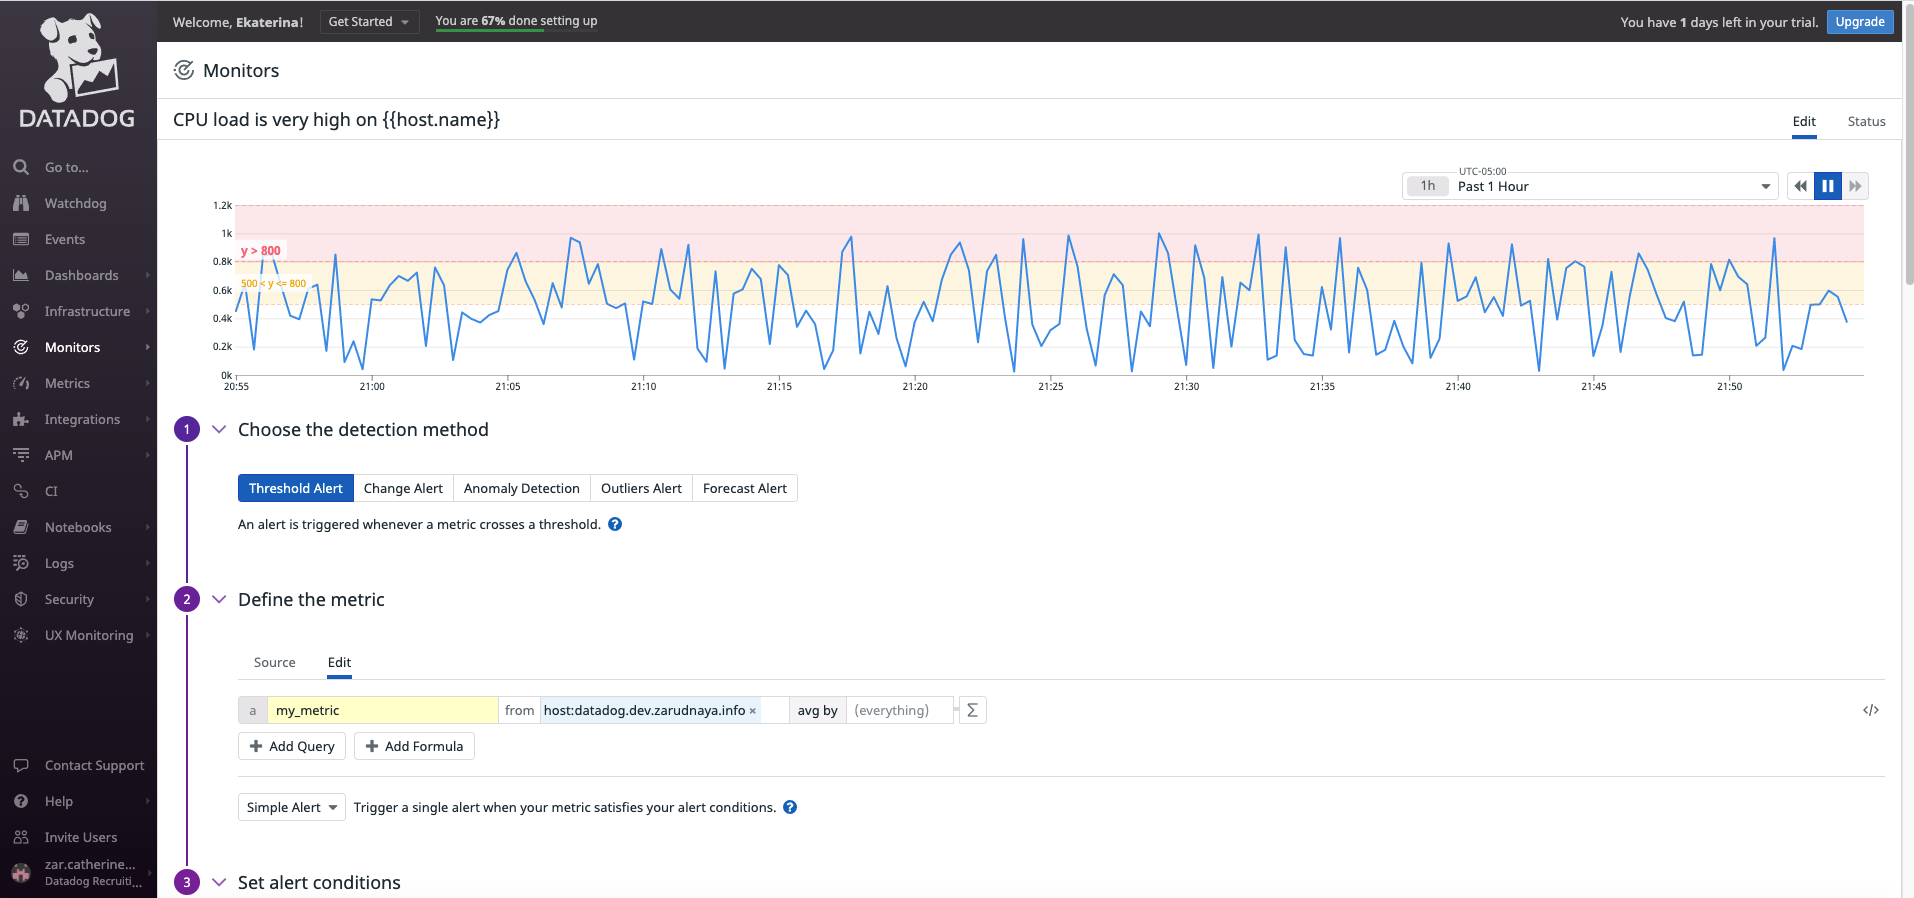 Welcome, Ekaterina!
Get Started
You are 67% done setting up
You have 1 days left in your trial.
Upgrade
DATADOG
Go to...
Watchdog
Events
Dashboards
Infrastructure
Monitors
Metrics
Integrations
APM
CI
Notebooks
Logs
Security
UX Monitoring
Contact Support
Help
Invite Users
zar.catherine...
Datadog Recruiti...
Monitors
CPU load is very high on {{host.name}}
Edit
Status
1h
UTC-05:00
Past 1 Hour
1.2k
1k
0.8k
0.6k
0.4k
0.2k
0k
y > 800
500 < y <= 800
20:55
21:00
21:05
21:10
21:15
21:20
21:25
21:30
21:35
21:40
21:45
21:50
1
Choose the detection method
Threshold Alert
Change Alert
Anomaly Detection
Outliers Alert
Forecast Alert
An alert is triggered whenever a metric crosses a threshold. ?
2
Define the metric
Source
Edit
a
my_metric
from
host:datadog.dev.zarudnaya.info ×
avg by
(everything)
Σ
</>
+ Add Query
+ Add Formula
Simple Alert
Trigger a single alert when your metric satisfies your alert conditions. ?
3
Set alert conditions